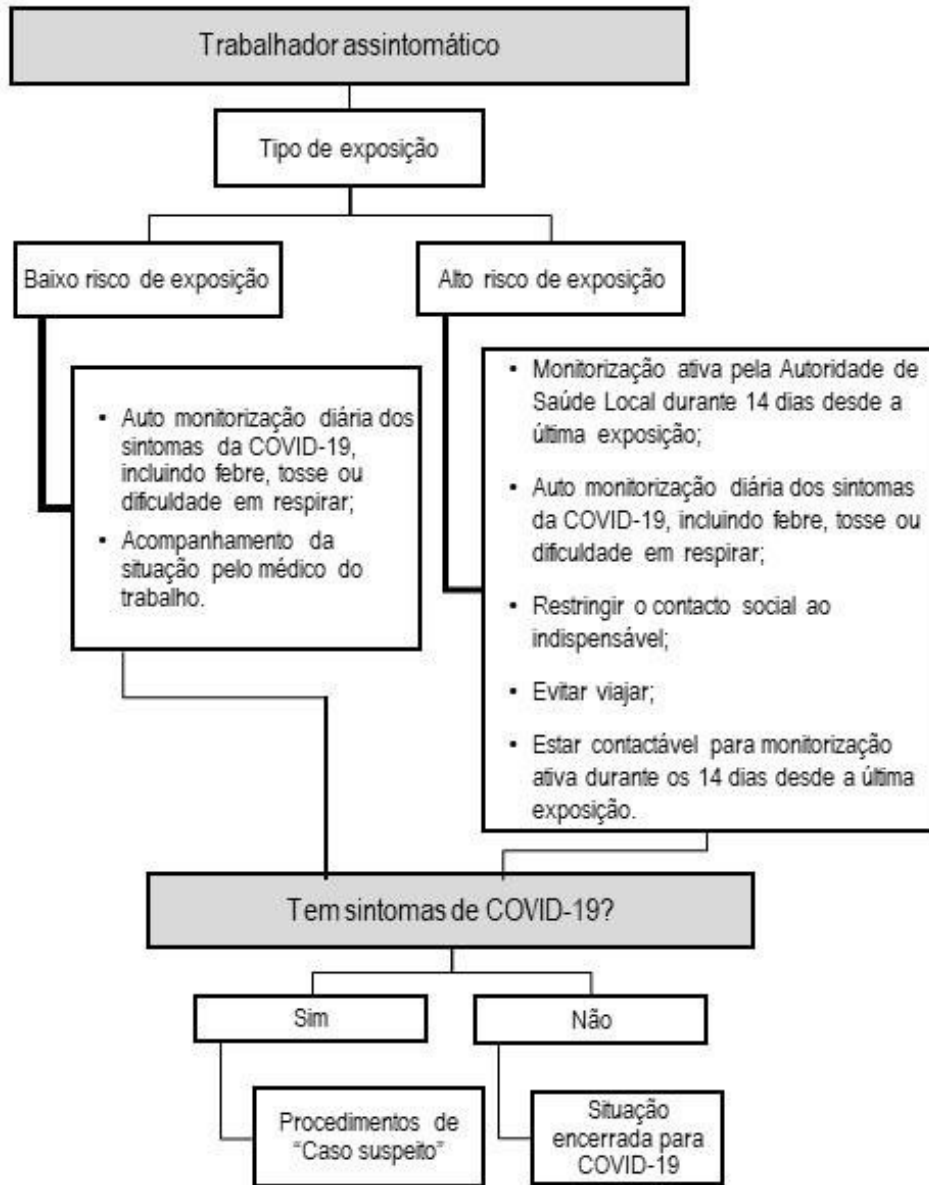 Trabalhador assintomático
Tipo de exposição
Baixo risco de exposição
Alto risco de exposição
• Auto monitorização diária dos
sintomas da COVID-19,
incluindo febre, tosse ou
dificuldade em respirar;
• Acompanhamento da
situação pelo médico do
trabalho.
• Monitorização ativa pela Autoridade de
Saúde Local durante 14 dias desde a
última exposição;
• Auto monitorização diária dos sintomas
da COVID-19, incluindo febre, tosse ou
dificuldade em respirar;
• Restringir o contacto social ao
indispensável;
• Evitar viajar;
• Estar contactável para monitorização
ativa durante os 14 dias desde a última
exposição.
Tem sintomas de COVID-19?
Sim
Não
Procedimentos de
“Caso suspeito”
Situação
encerrada para
COVID-19